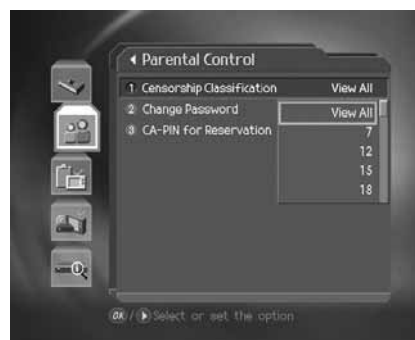 Parental Control
1 Censorship Classification View All
2 Change Password View All
3 CA-PIN for Reservation 7
12
15
18
OK / Select or set the option